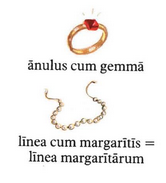 ānulus cum gemmā
līnea cum margarītīs =
līnea margarītārum